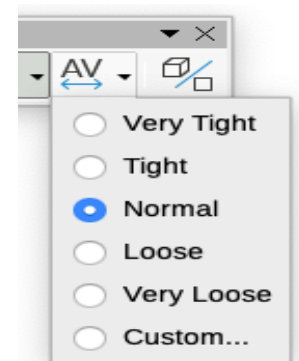 AV
Very Tight
Tight
Normal
Loose
Very Loose
Custom...